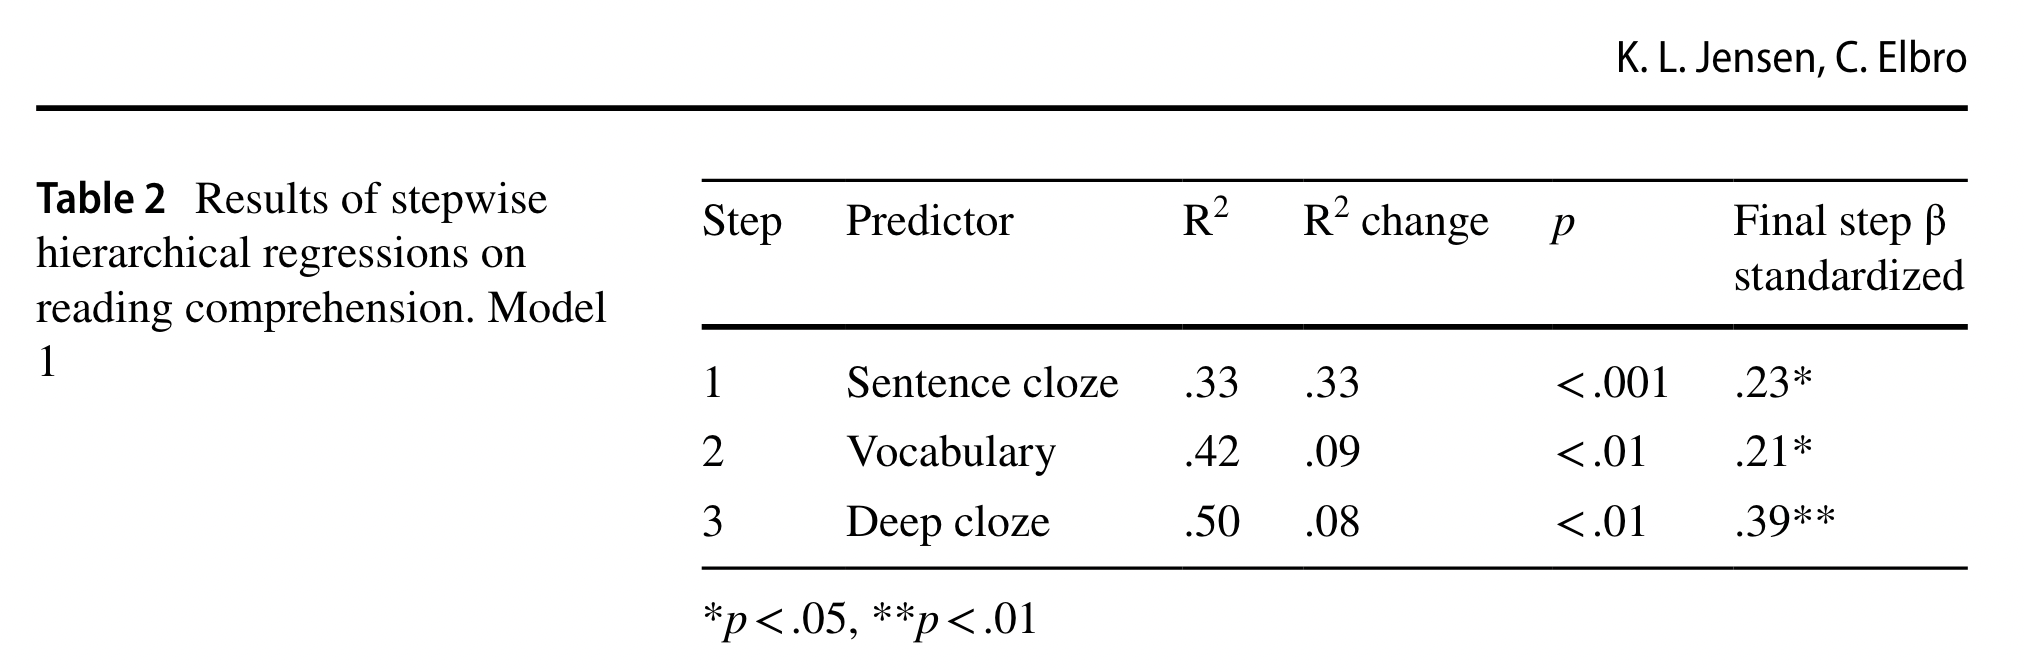 K. L. Jensen, C. Elbro
Table 2 Results of stepwise
hierarchical regressions on
reading comprehension. Model
1
Step Predictor R² R² change p Final step β
standardized
1 Sentence cloze .33 .33 <.001 .23*
2 Vocabulary .42 .09 <.01 .21*
3 Deep cloze .50 .08 <.01 .39**
*p<.05, **p<.01